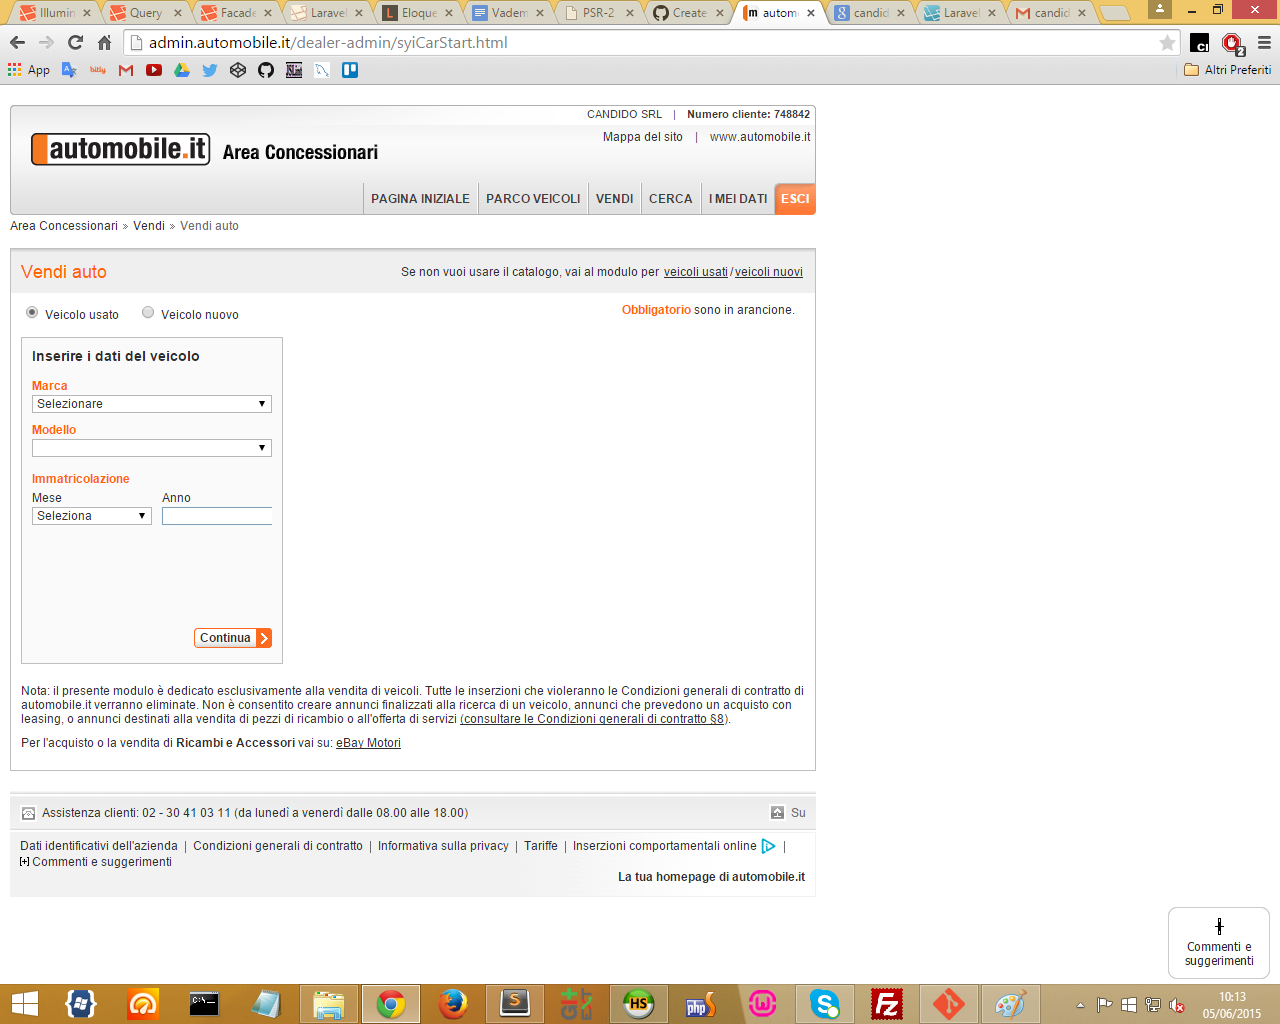 Illumin
Query
Facade
Laravel
Eloque
Vadem
PSR-2
Create
autom
candid
Laravel
candid
admin.automobile.it/dealer-admin/syiCarStart.html
App
bitly
Altri Preferiti
CANDIDO SRL | Numero cliente: 748842
Mappa del sito | www.automobile.it
automobile.it Area Concessionari
PAGINA INIZIALE
PARCO VEICOLI
VENDI
CERCA
I MEI DATI
ESCI
Area Concessionari » Vendi » Vendi auto
Vendi auto
Se non vuoi usare il catalogo, vai al modulo per veicoli usati/veicoli nuovi
Veicolo usato
Veicolo nuovo
Obbligatorio sono in arancione.
Inserire i dati del veicolo
Marca
Selezionare
Modello
Immatricolazione
Mese Anno
Seleziona
Continua
Nota: il presente modulo è dedicato esclusivamente alla vendita di veicoli. Tutte le inserzioni che violeranno le Condizioni generali di contratto di
automobile.it verranno eliminate. Non è consentito creare annunci finalizzati alla ricerca di un veicolo, annunci che prevedono un acquisto con
leasing, o annunci destinati alla vendita di pezzi di ricambio o all'offerta di servizi (consultare le Condizioni generali di contratto §8).
Per l'acquisto o la vendita di Ricambi e Accessori vai su: eBay Motori
Assistenza clienti: 02 - 30 41 03 11 (da lunedì a venerdì dalle 08.00 alle 18.00)
Su
Dati identificativi dell'azienda | Condizioni generali di contratto | Informativa sulla privacy | Tariffe | Inserzioni comportamentali online |
[+] Commenti e suggerimenti
La tua homepage di automobile.it
Commenti e
suggerimenti
10:13
05/06/2015